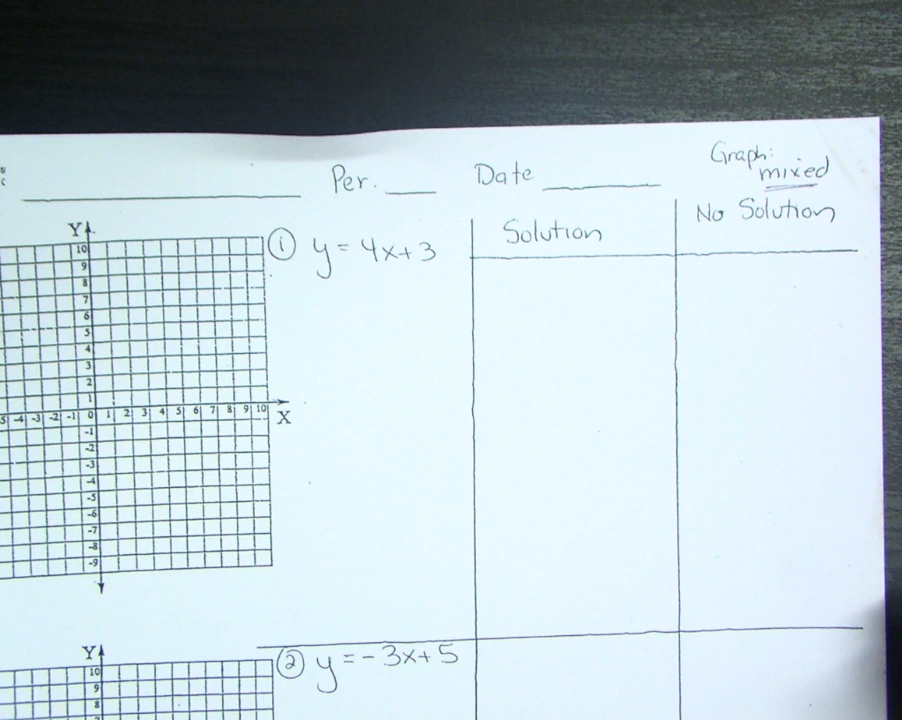 Per. ___ Date ______ Graph:
mixed
Solution No Solution
① y = 4x+3
Y
10
9
8
7
6
5
4
3
2
1
-5 -4 -3 -2 -1 0 1 2 3 4 5 6 7 8 9 10 X
-1
-2
-3
-4
-5
-6
-7
-8
-9
② y = - 3x + 5
Y
10
9
8